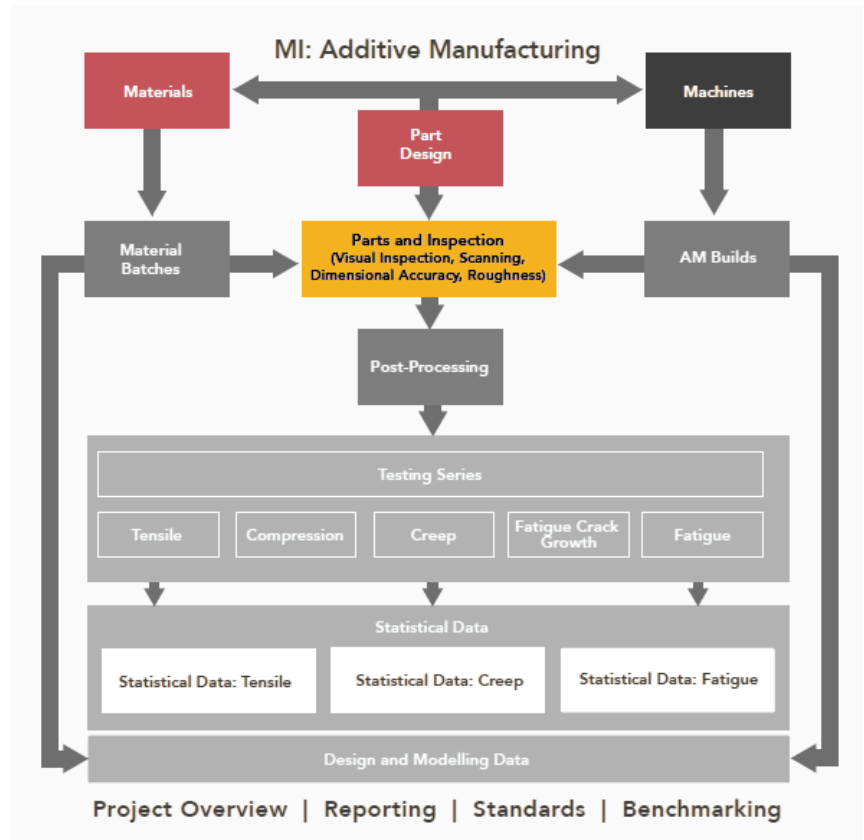 MI: Additive Manufacturing
Materials
Machines
Part
Design
Material
Batches
Parts and Inspection
(Visual Inspection, Scanning,
Dimensional Accuracy, Roughness)
AM Builds
Post-Processing
Testing Series
Tensile
Compression
Creep
Fatigue Crack
Growth
Fatigue
Statistical Data
Statistical Data: Tensile
Statistical Data: Creep
Statistical Data: Fatigue
Design and Modelling Data
Project Overview | Reporting | Standards | Benchmarking